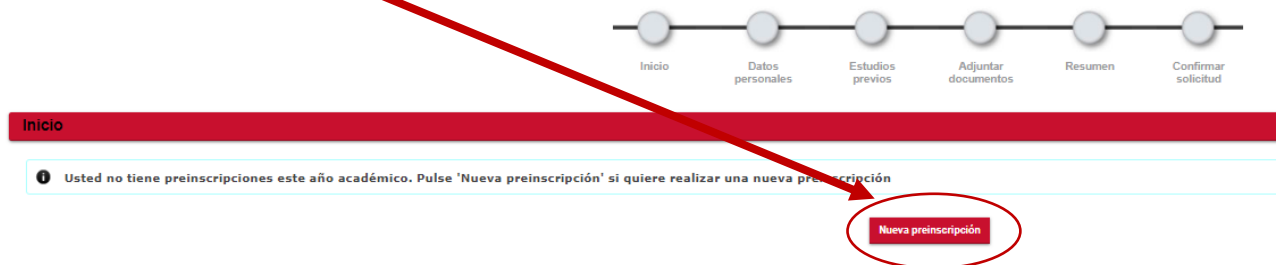 Inicio
Datos personales
Estudios previos
Adjuntar documentos
Resumen
Confirmar solicitud
Inicio
Usted no tiene preinscripciones este año académico. Pulse 'Nueva preinscripción' si quiere realizar una nueva preinscripción
Nueva preinscripción